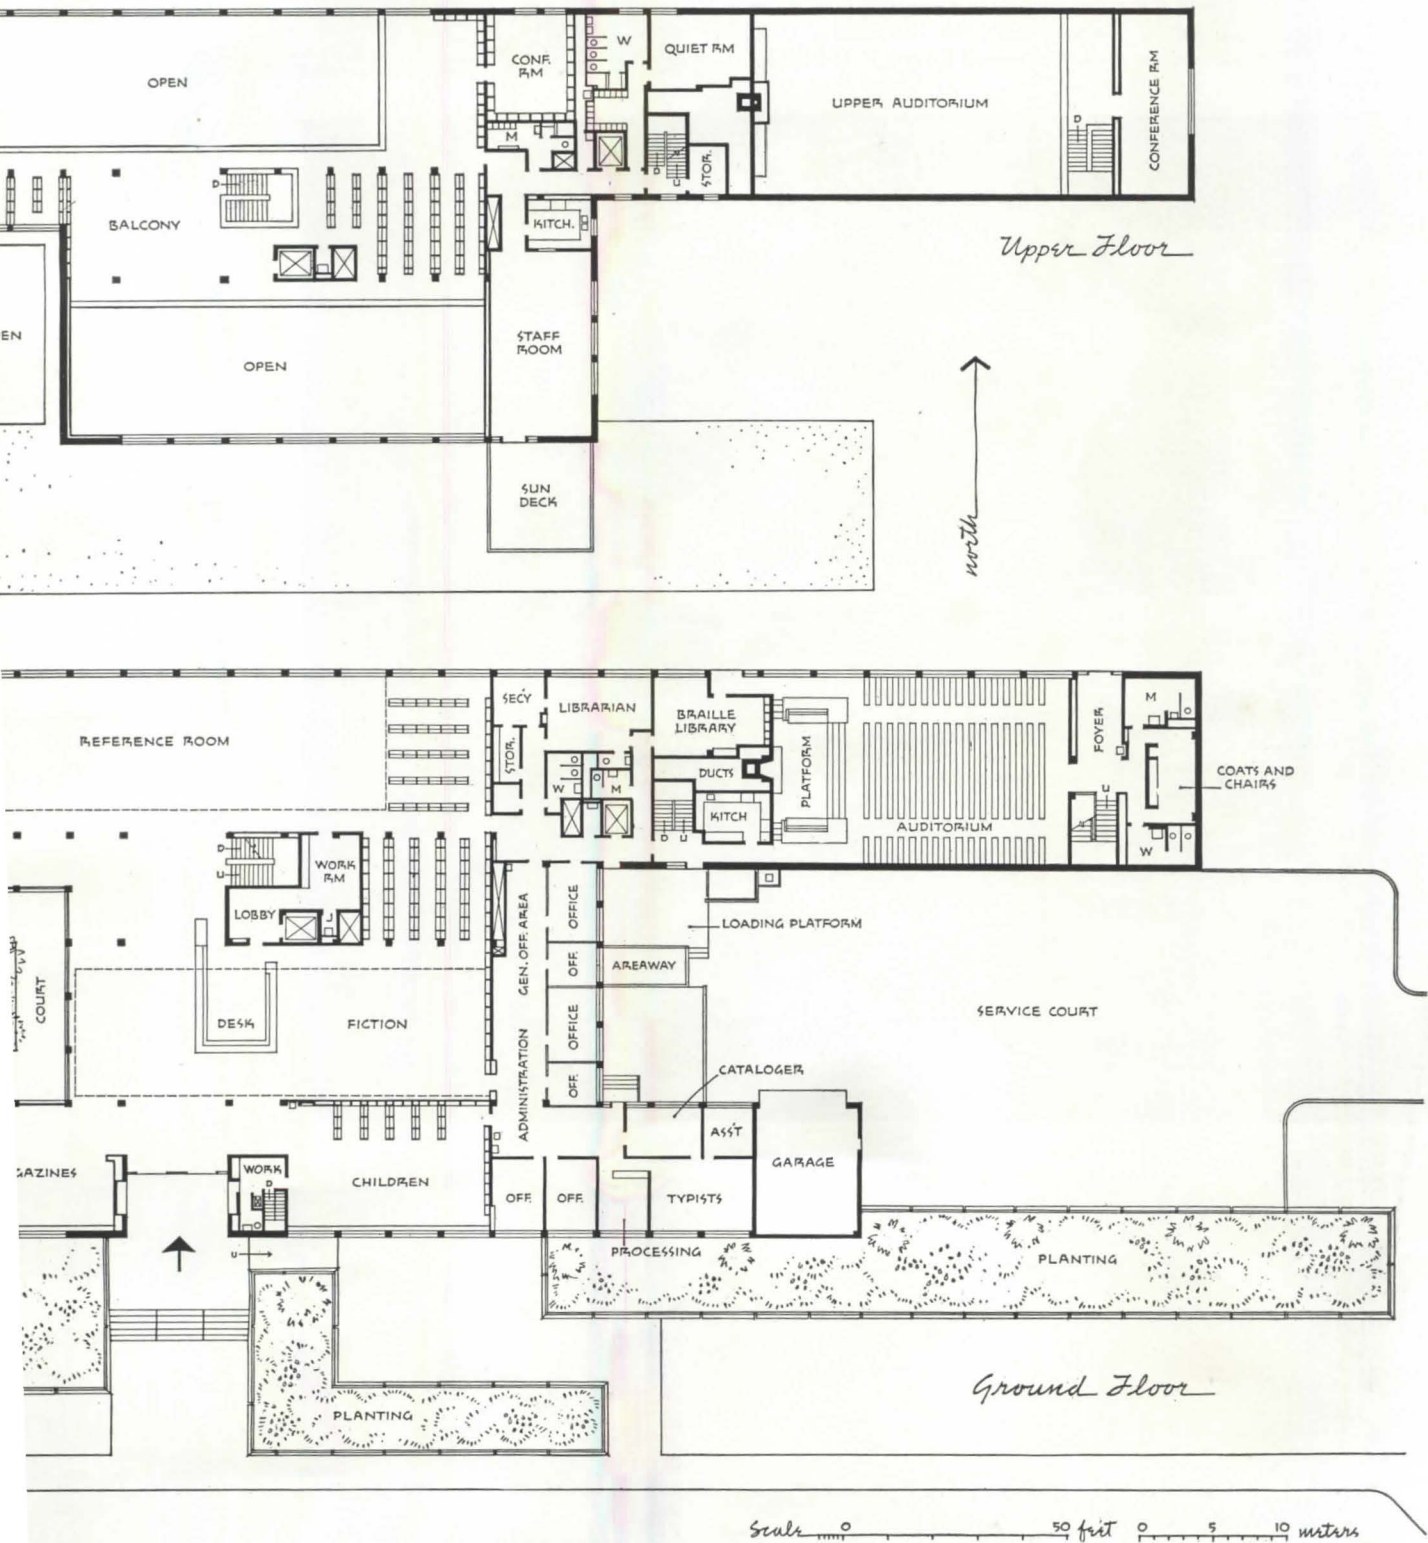 OPEN
CONF.
RM
W
QUIET RM
UPPER AUDITORIUM
D
CONFERENCE RM
M
D
U
STOR.
D
BALCONY
KITCH.
Upper Floor
EN
OPEN
STAFF
ROOM
SUN
DECK
north
REFERENCE ROOM
SEC'Y
LIBRARIAN
BRAILLE
LIBRARY
STOR.
W
M
DUCTS
KITCH
D
U
PLATFORM
AUDITORIUM
FOYER
M
U
COATS AND
CHAIRS
W
D
U
WORK
RM
LOBBY
J
COURT
DESK
FICTION
ADMINISTRATION GEN. OFF. AREA
OFFICE
OFF.
OFFICE
OFF.
LOADING PLATFORM
AREAWAY
SERVICE COURT
CATALOGER
ASS'T
GARAGE
GAZINES
WORK
D
CHILDREN
OFF.
OFF.
TYPISTS
PROCESSING
U
PLANTING
PLANTING
Ground Floor
Scale 0 50 feet 0 5 10 meters